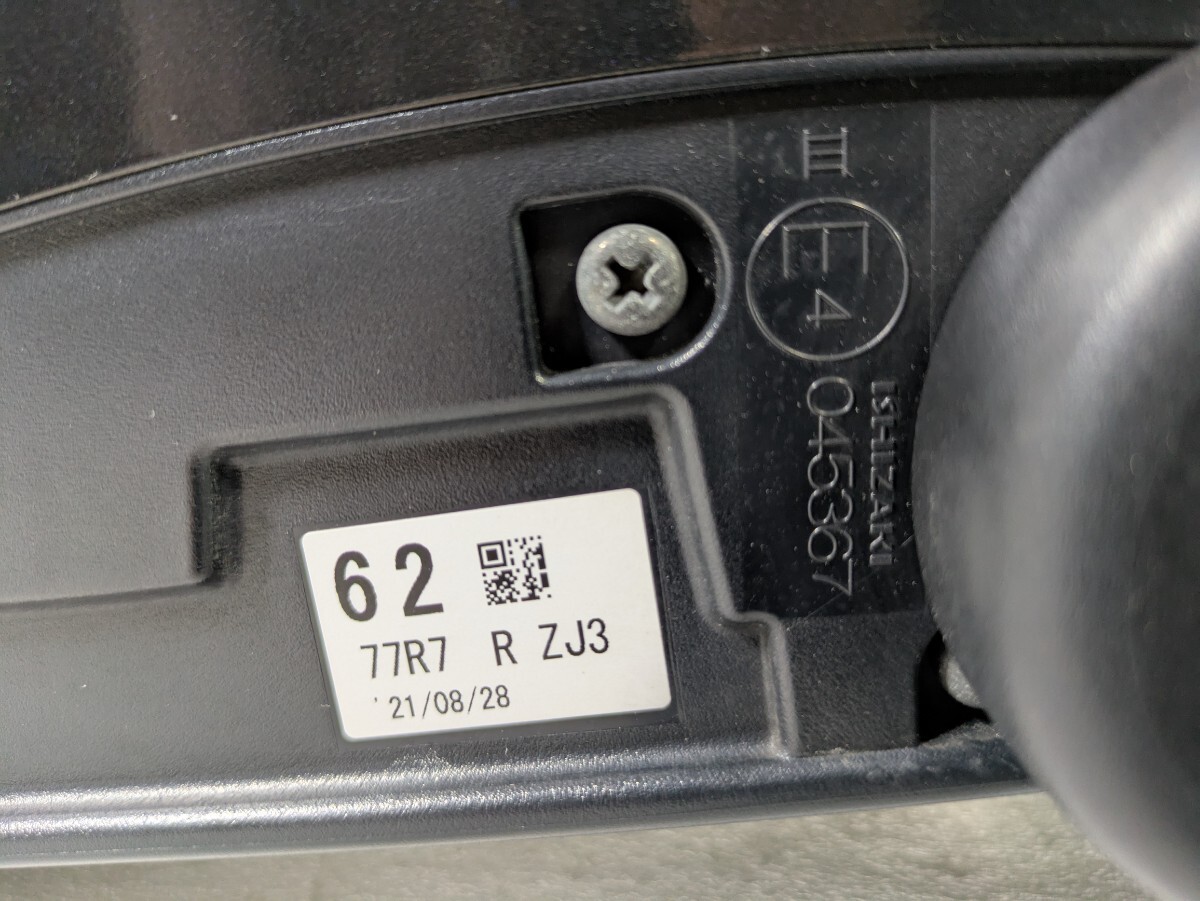 III
E4
ISHIZAKI
045367
62
77R7 R ZJ3
'21/08/28